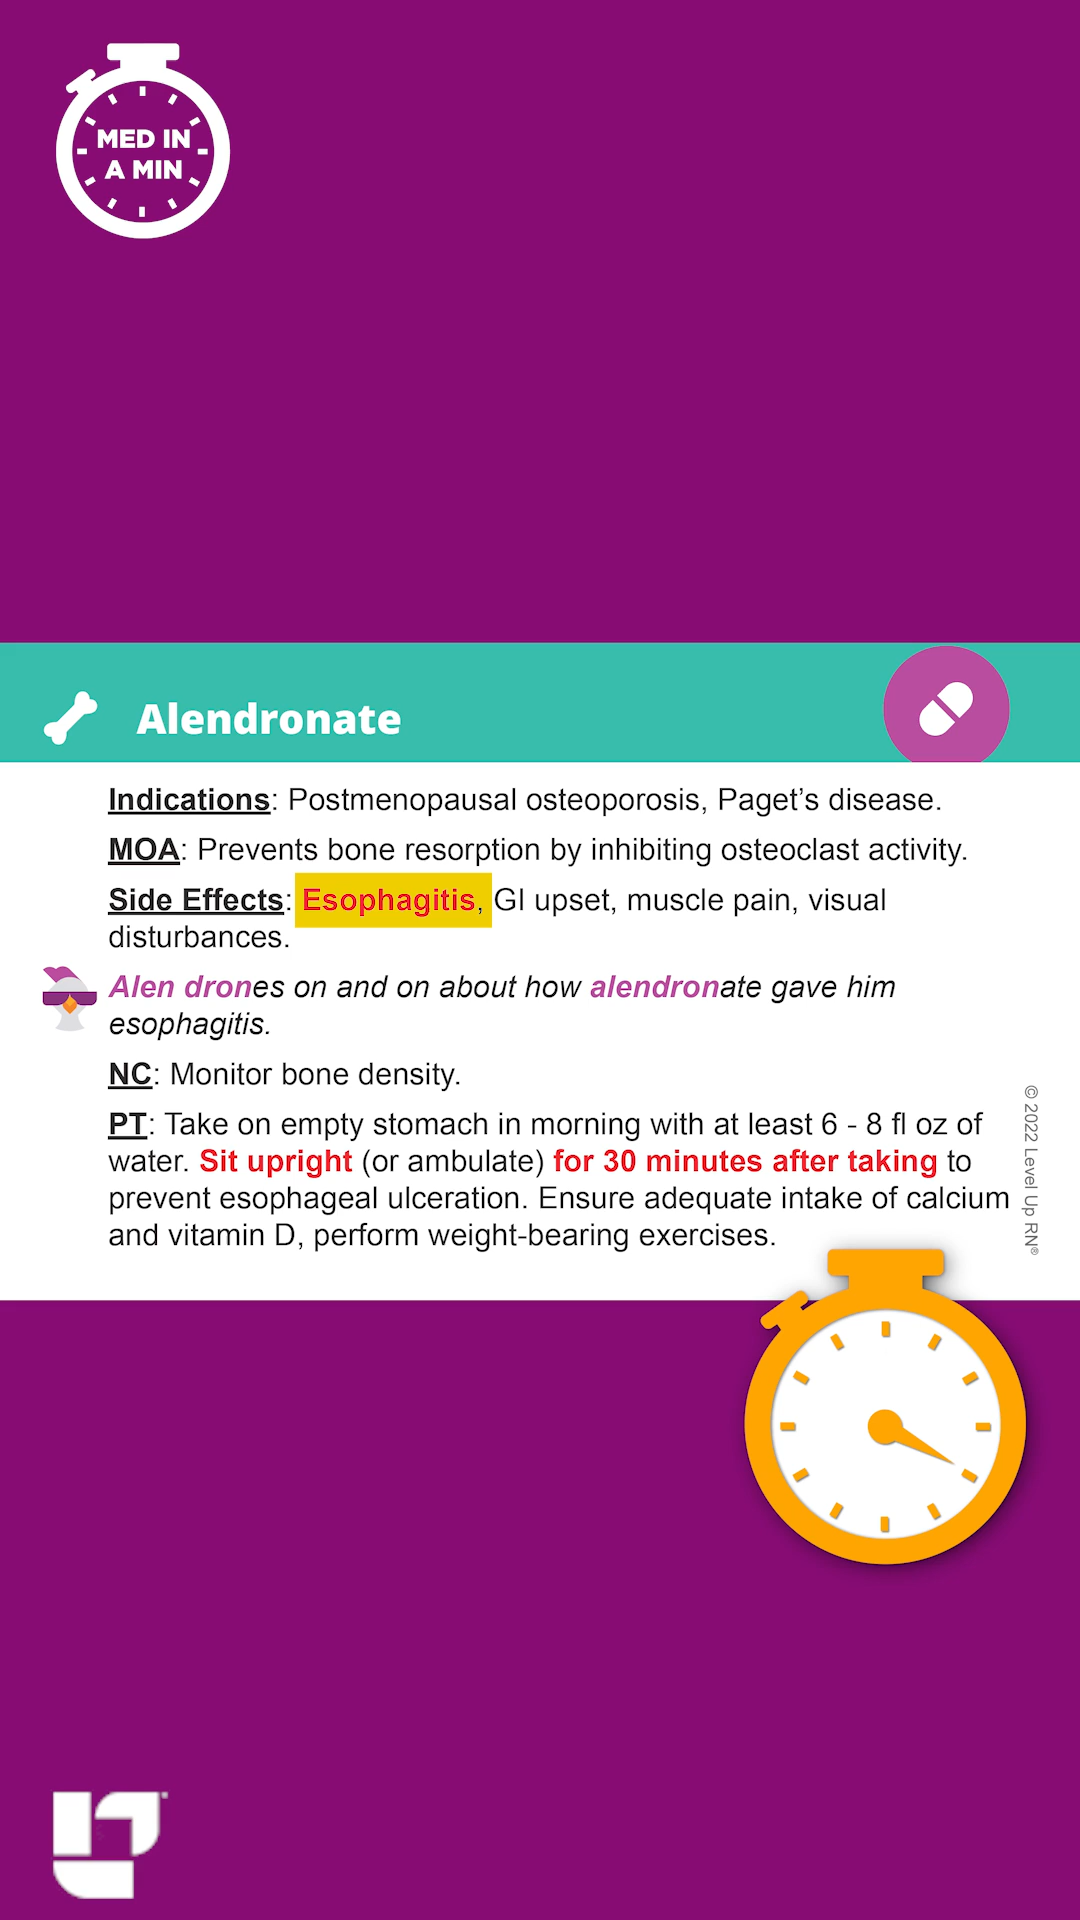 MED IN
A MIN
Alendronate
Indications: Postmenopausal osteoporosis, Paget’s disease.
MOA: Prevents bone resorption by inhibiting osteoclast activity.
Side Effects: Esophagitis, GI upset, muscle pain, visual
disturbances.
Alen drones on and on about how alendronate gave him
esophagitis.
NC: Monitor bone density.
PT: Take on empty stomach in morning with at least 6 - 8 fl oz of
water. Sit upright (or ambulate) for 30 minutes after taking to
prevent esophageal ulceration. Ensure adequate intake of calcium
and vitamin D, perform weight-bearing exercises.
© 2022 Level Up RN®